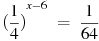 (1/4)^{x−6} = 1/64